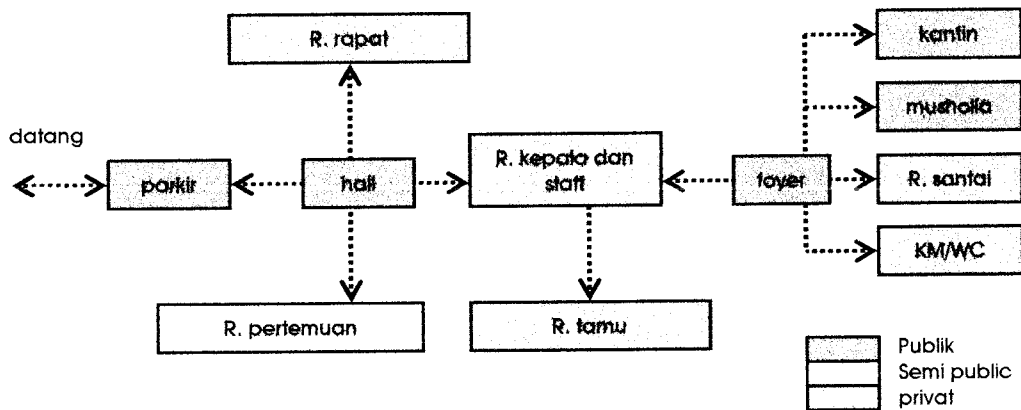 R. rapat
kantin
musholla
datang
parkir
hall
R. kepala dan
staff
foyer
R. santai
KM/WC
R. pertemuan
R. tamu
Publik
Semi public
privat